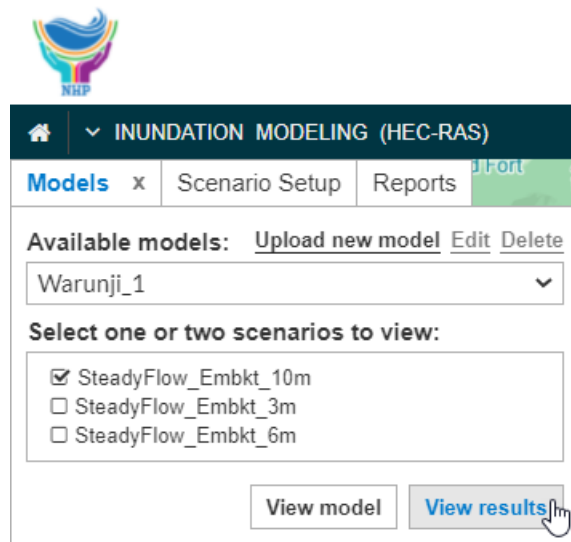 NHP
INUNDATION MODELING (HEC-RAS)
Models x Scenario Setup Reports
Fort
Available models: Upload new model Edit Delete
Warunji_1
Select one or two scenarios to view:
SteadyFlow_Embkt_10m
SteadyFlow_Embkt_3m
SteadyFlow_Embkt_6m
View model View results